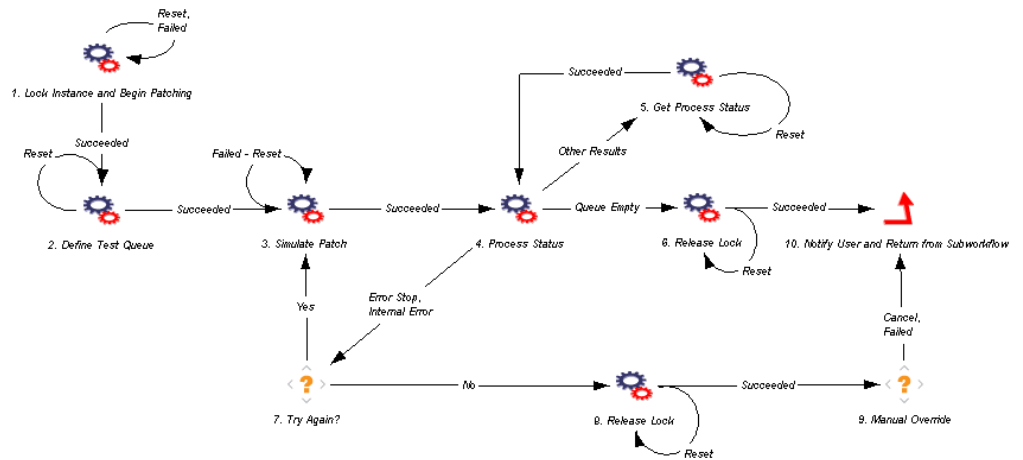 Reset,
Failed
1. Lock Instance and Begin Patching
Succeeded
5. Get Process Status
Reset
Succeeded
Reset
Failed - Reset
Other Results
Succeeded
Succeeded
Queue Empty
Succeeded
2. Define Test Queue
3. Simulate Patch
4. Process Status
6. Release Lock
10. Notify User and Return from Subworkflow
Reset
Yes
Error Stop,
Internal Error
Cancel,
Failed
No
Succeeded
7. Try Again?
8. Release Lock
9. Manual Override
Reset